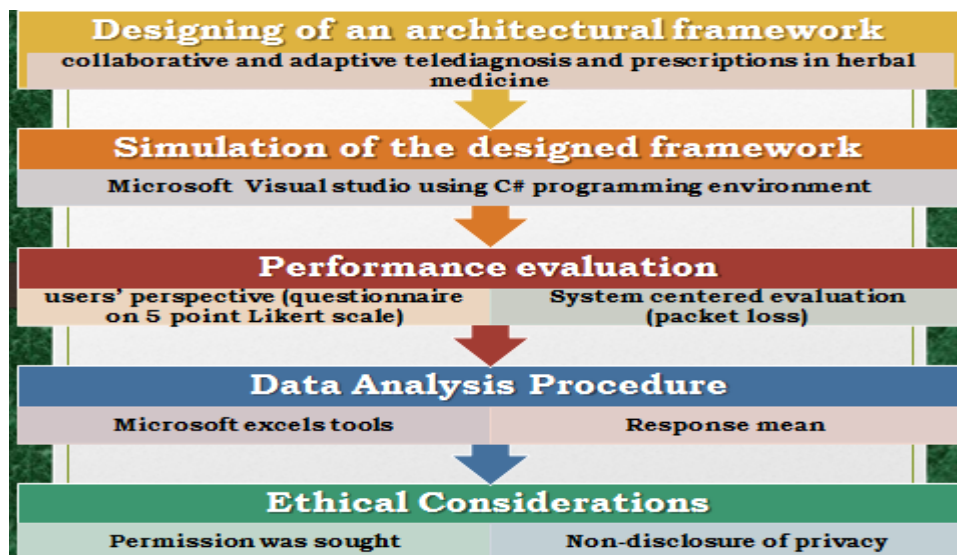 Designing of an architectural framework
collaborative and adaptive telediagnosis and prescriptions in herbal
medicine
Simulation of the designed framework
Microsoft Visual studio using C# programming environment
Performance evaluation
users' perspective (questionnaire
on 5 point Likert scale)
System centered evaluation
(packet loss)
Data Analysis Procedure
Microsoft excels tools
Response mean
Ethical Considerations
Permission was sought
Non-disclosure of privacy